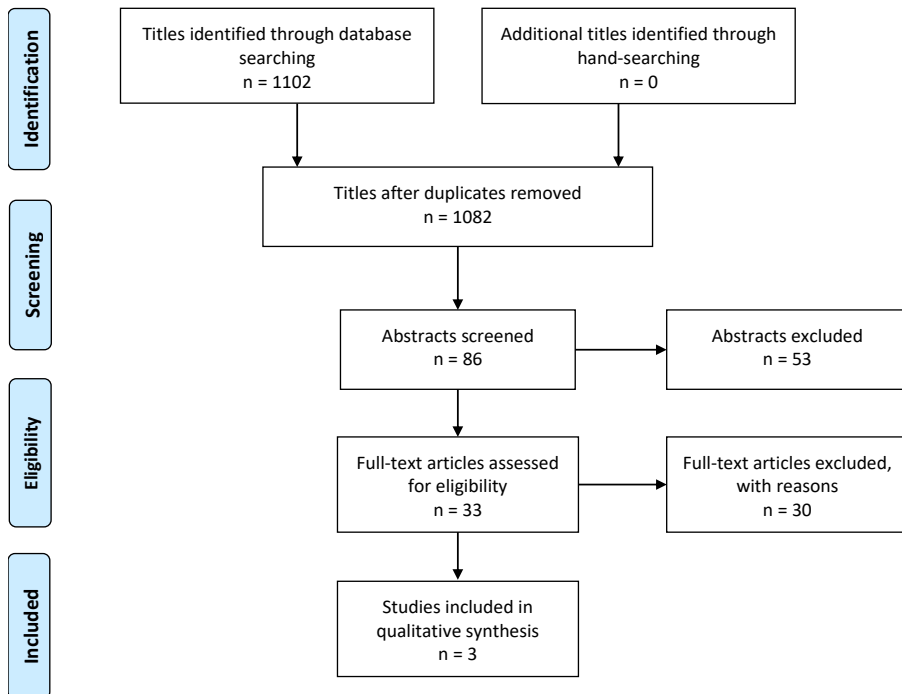 Identification
Titles identified through database
searching
n = 1102
Additional titles identified through
hand-searching
n = 0
Titles after duplicates removed
n = 1082
Screening
Abstracts screened
n = 86
Abstracts excluded
n = 53
Eligibility
Full-text articles assessed
for eligibility
n = 33
Full-text articles excluded,
with reasons
n = 30
Included
Studies included in
qualitative synthesis
n = 3